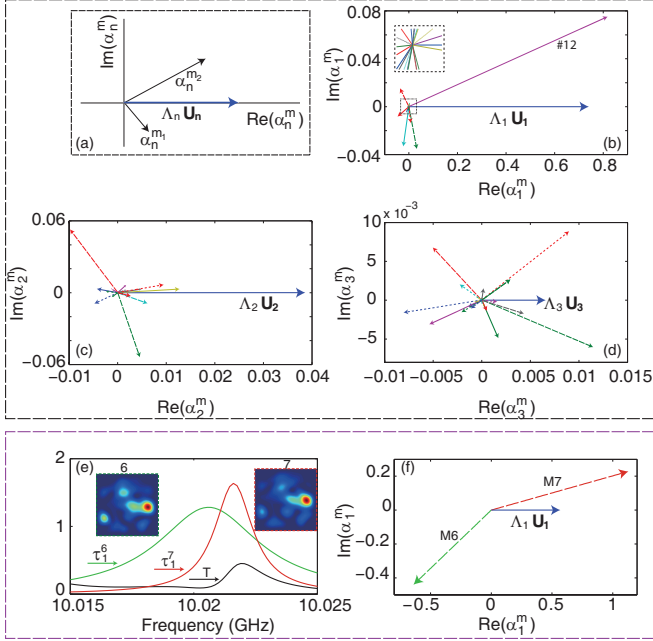 Im(α_n^m)
α_n^{m_2}
Λ_n U_n
Re(α_n^m)
α_n^{m_1}
(a)
Im(α_1^m)
0.08
0.04
0
−0.04
#12
Λ_1 U_1
(b)
0 0.2 0.4 0.6 0.8
Re(α_1^m)
Im(α_2^m)
0.06
0
−0.06
Λ_2 U_2
(c)
−0.01 0 0.01 0.02 0.03 0.04
Re(α_2^m)
Im(α_3^m)
10 x 10^{−3}
5
0
−5
Λ_3 U_3
(d)
−0.01 −0.005 0 0.005 0.01 0.015
Re(α_3^m)
(e)
6
7
2
1
0
τ_1^6
τ_1^7
T
10.015 10.02 10.025
Frequency (GHz)
(f)
Im(α_1^m)
0.2
0
−0.2
−0.4
M7
Λ_1 U_1
M6
−0.5 0 0.5 1
Re(α_1^m)